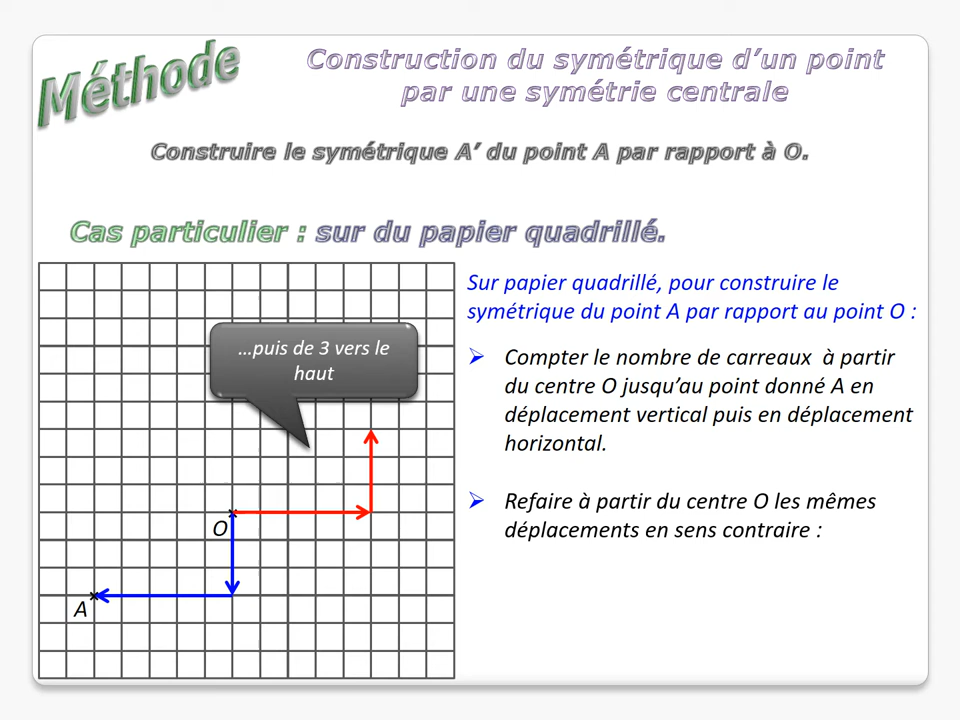 Méthode
Construction du symétrique d’un point
par une symétrie centrale
Construire le symétrique A’ du point A par rapport à O.
Cas particulier : sur du papier quadrillé.
Sur papier quadrillé, pour construire le
symétrique du point A par rapport au point O :
…puis de 3 vers le
haut
Compter le nombre de carreaux à partir
du centre O jusqu’au point donné A en
déplacement vertical puis en déplacement
horizontal.
Refaire à partir du centre O les mêmes
déplacements en sens contraire :
O
A